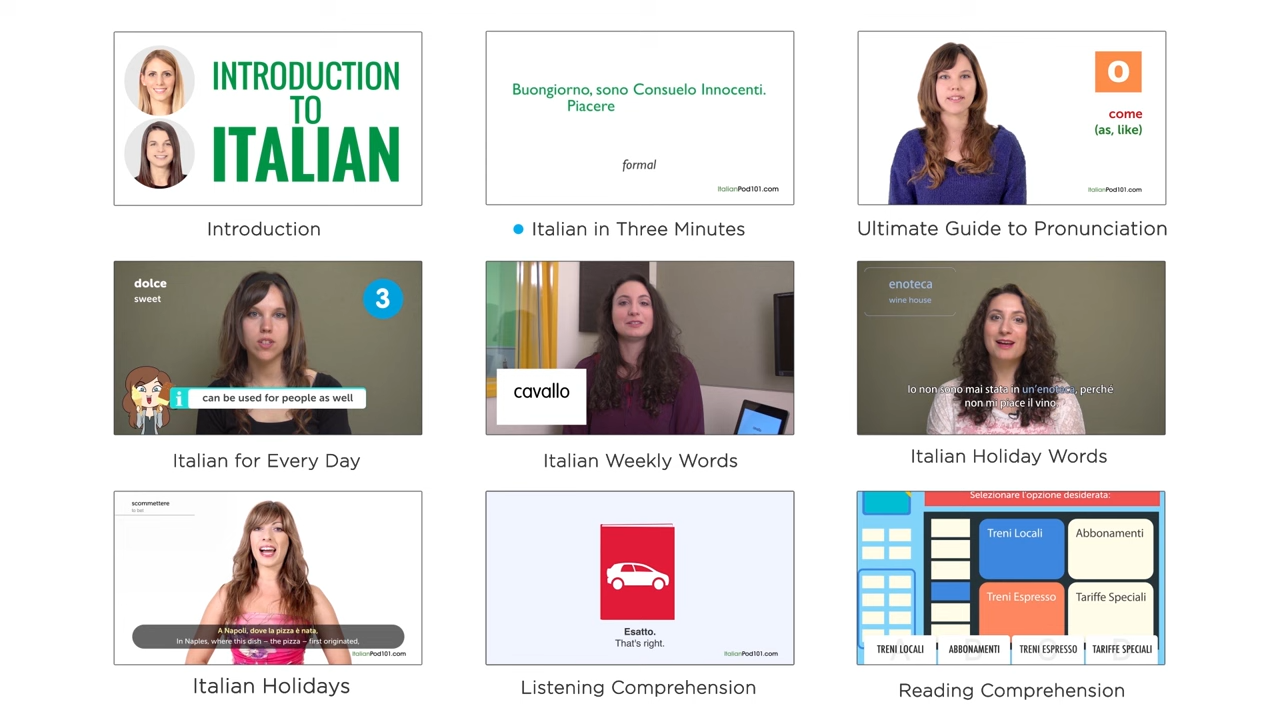 INTRODUCTION
TO
ITALIAN
Introduction
Buongiorno, sono Consuelo Innocenti.
Piacere
formal
ItalianPod101.com
Italian in Three Minutes
O
come
(as, like)
ItalianPod101.com
Ultimate Guide to Pronunciation
dolce
sweet
3
i
can be used for people as well
Italian for Every Day
cavallo
Italian Weekly Words
enoteca
wine house
Io non sono mai stata in un'enoteca, perché
non mi piace il vino.
Italian Holiday Words
scommettere
to bet
A Napoli, dove la pizza è nata,
In Naples, where this dish – the pizza – first originated,
ItalianPod101.com
Italian Holidays
Esatto.
That's right.
ItalianPod101.com
Listening Comprehension
Selezionare l'opzione desiderata:
Treni Locali
Abbonamenti
Treni Espresso
Tariffe Speciali
TRENI LOCALI
ABBONAMENTI
TRENI ESPRESSO
TARIFFE SPECIALI
Reading Comprehension